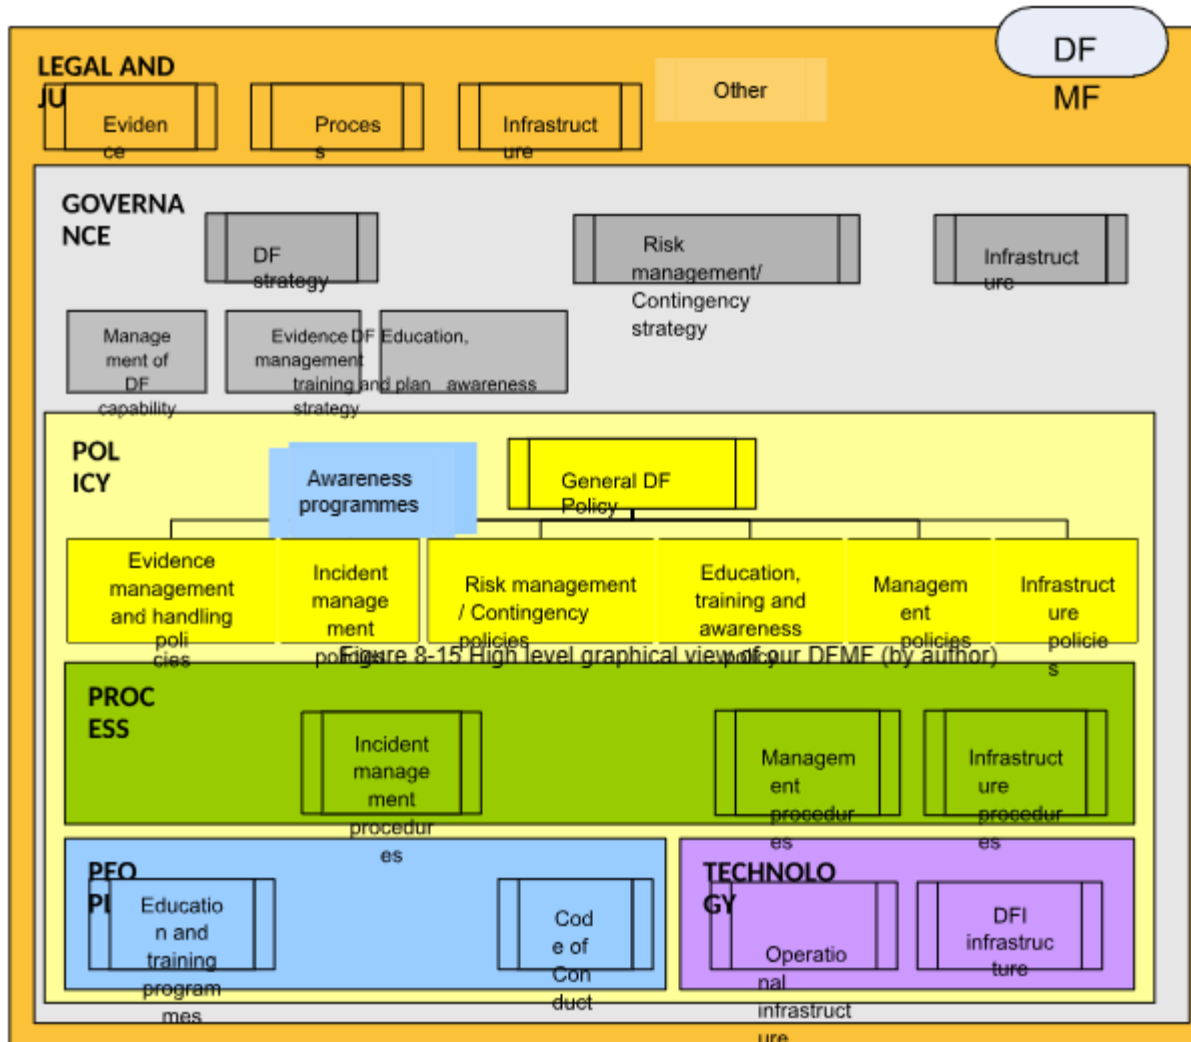 DF
MF
LEGAL AND
JU
Other
Eviden
ce
Proces
s
Infrastruct
ure
GOVERNA
NCE
DF
strategy
Risk
management/
Contingency
strategy
Infrastruct
ure
Manage
ment of
DF
capability
Evidence
management
strategy
DF Education,
training and plan awareness
POL
ICY
Awareness
programmes
General DF
Policy
Evidence
management
and handling
poli
cies
Incident
manage
ment
policies
Risk management
/ Contingency
policies
Education,
training and
awareness
policy
Managem
ent
policies
Infrastruct
ure
policie
s
Figure 8-15 High level graphical view of our DFMF (by author)
PROC
ESS
Incident
manage
ment
procedur
es
Managem
ent
procedur
es
Infrastruct
ure
procedur
es
PEO
PL
Educatio
n and
training
program
mes
Cod
e of
Con
duct
TECHNOLO
GY
Operatio
nal
infrastruct
ure
DFI
infrastruc
ture